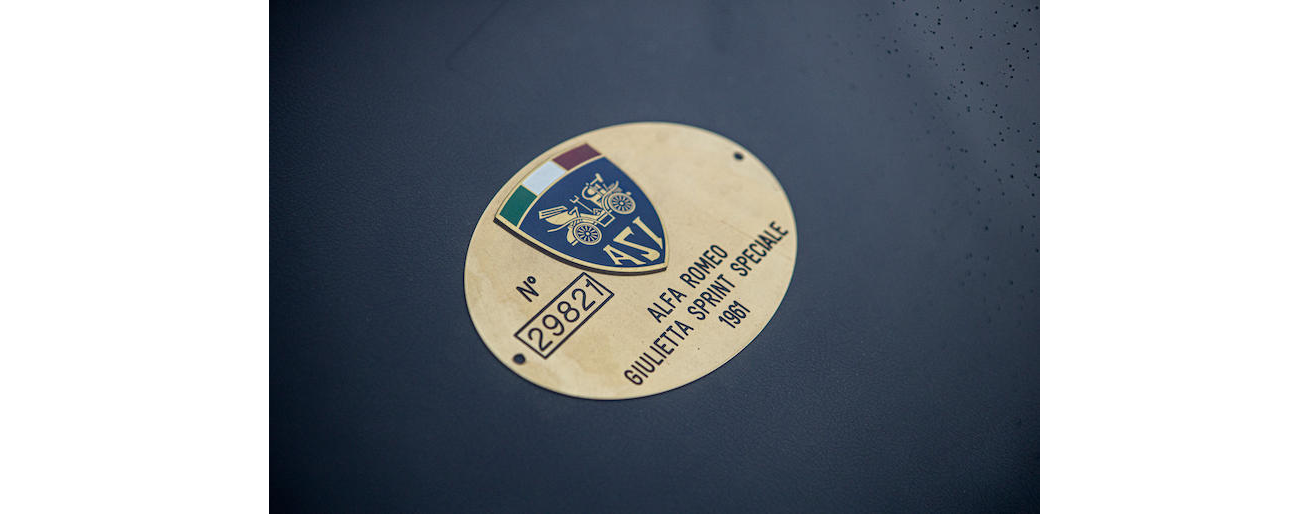 ASI
Nº
29821
ALFA ROMEO
GIULIETTA SPRINT SPECIALE
1961